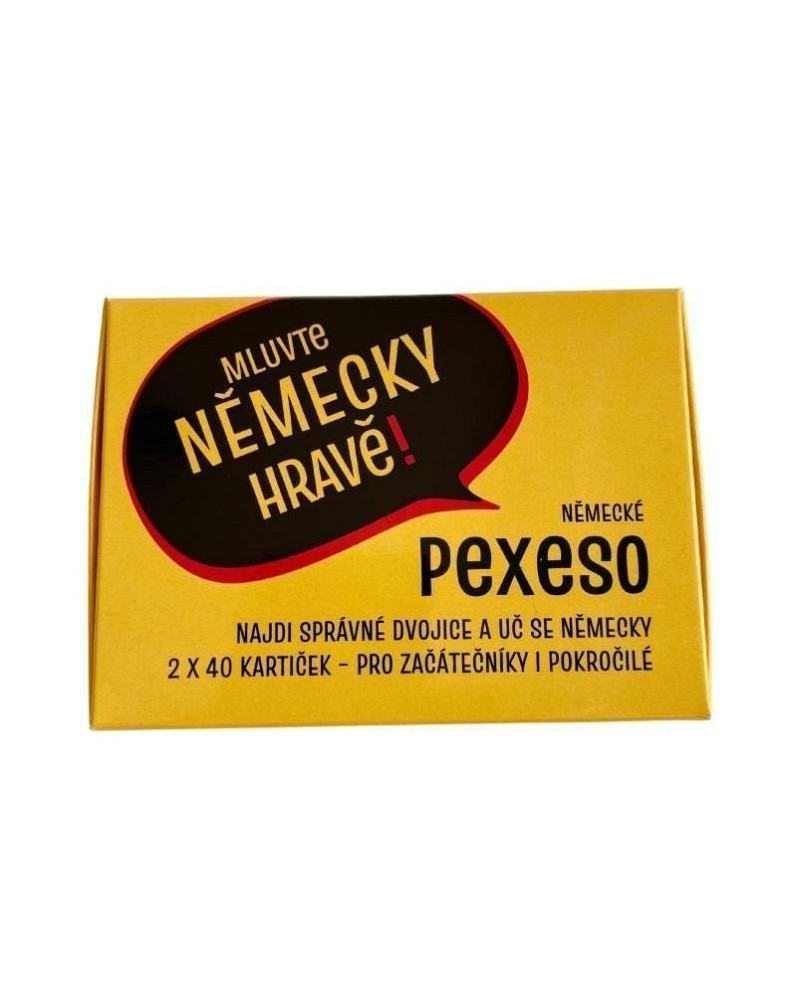 MLUVTe
NĚMECKY
HRAVě!
NĚMECKÉ
PeXeSO
NAJDI SPRÁVNÉ DVOJICE A UČ SE NĚMECKY
2 X 40 KARTIČEK – PRO ZAČÁTEČNÍKY I POKROČILÉ